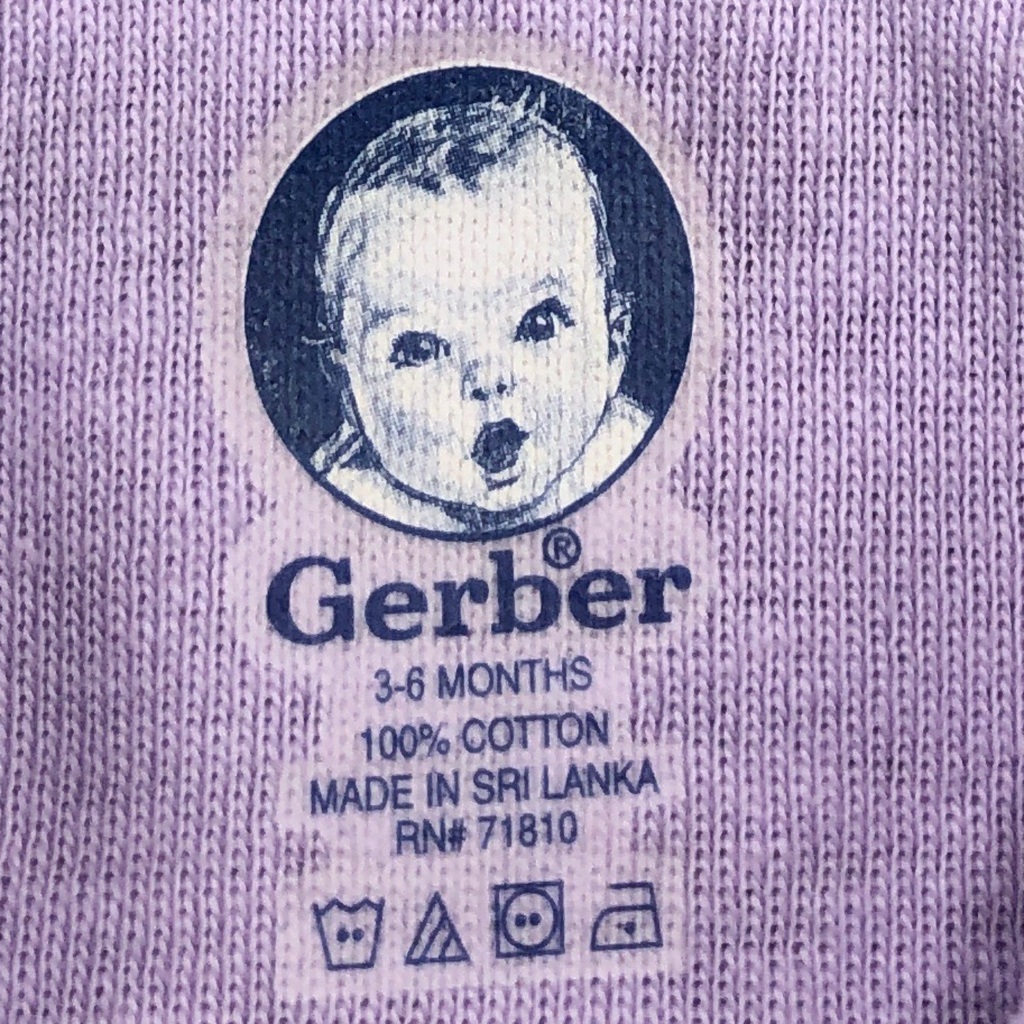 Gerber®
3-6 MONTHS
100% COTTON
MADE IN SRI LANKA
RN# 71810